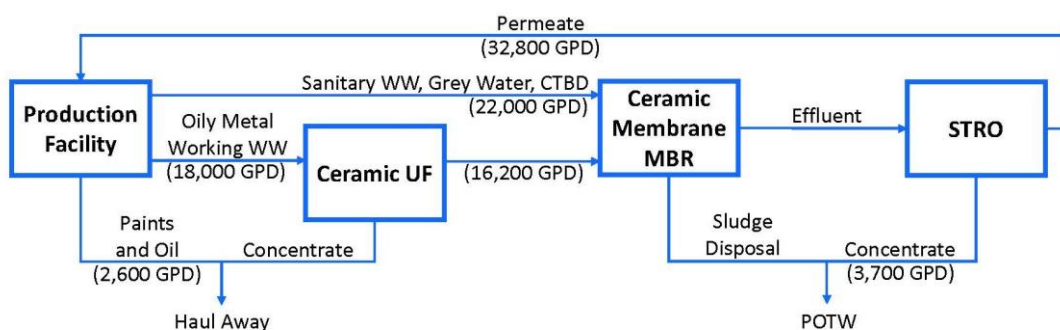 Permeate
(32,800 GPD)
Sanitary WW, Grey Water, CTBD
(22,000 GPD)
Production
Facility
Oily Metal
Working WW
(18,000 GPD)
Ceramic UF
(16,200 GPD)
Ceramic
Membrane
MBR
Effluent
STRO
Paints
and Oil
(2,600 GPD)
Concentrate
Haul Away
Sludge
Disposal
Concentrate
(3,700 GPD)
POTW